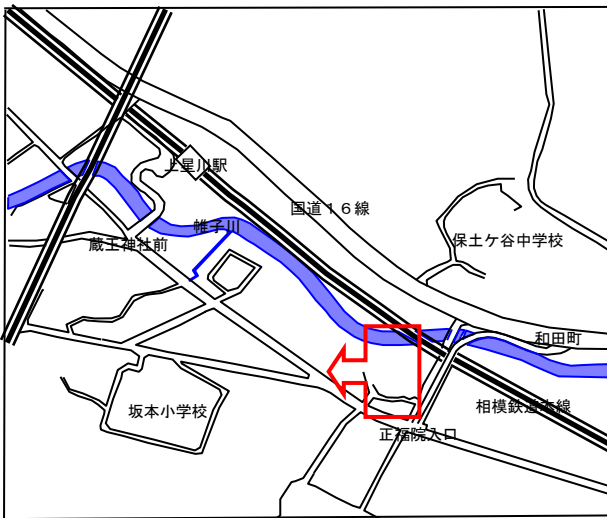 上星川駅
国道１６線
帷子川
蔵王神社前
保土ケ谷中学校
和田町
坂本小学校
相模鉄道本線
正福院入口